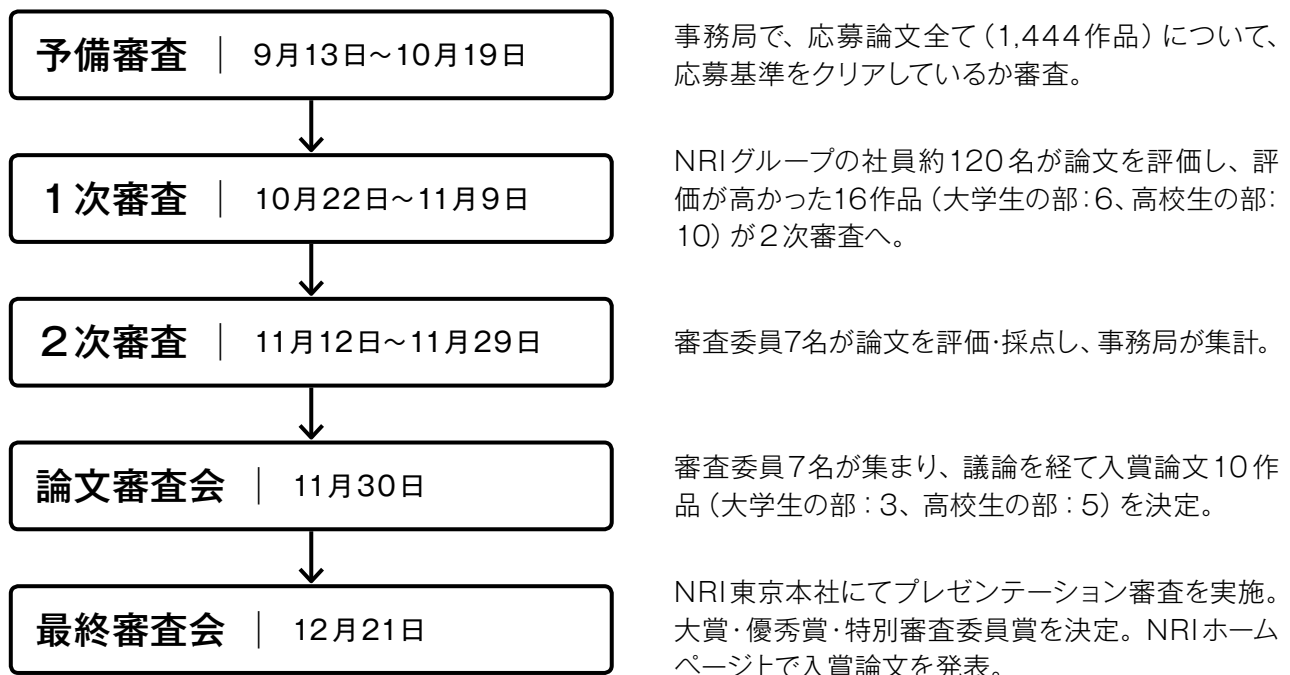 予備審査｜9月13日～10月19日
事務局で、応募論文全て（1,444作品）について、
応募基準をクリアしているか審査。
1次審査｜10月22日～11月9日
NRIグループの社員約120名が論文を評価し、評
価が高かった16作品（大学生の部：6、高校生の部：
10）が2次審査へ。
2次審査｜11月12日～11月29日
審査委員7名が論文を評価・採点し、事務局が集計。
論文審査会｜11月30日
審査委員7名が集まり、議論を経て入賞論文10作
品（大学生の部：3、高校生の部：5）を決定。
最終審査会｜12月21日
NRI東京本社にてプレゼンテーション審査を実施。
大賞・優秀賞・特別審査委員賞を決定。NRIホーム
ページ上で入賞論文を発表。